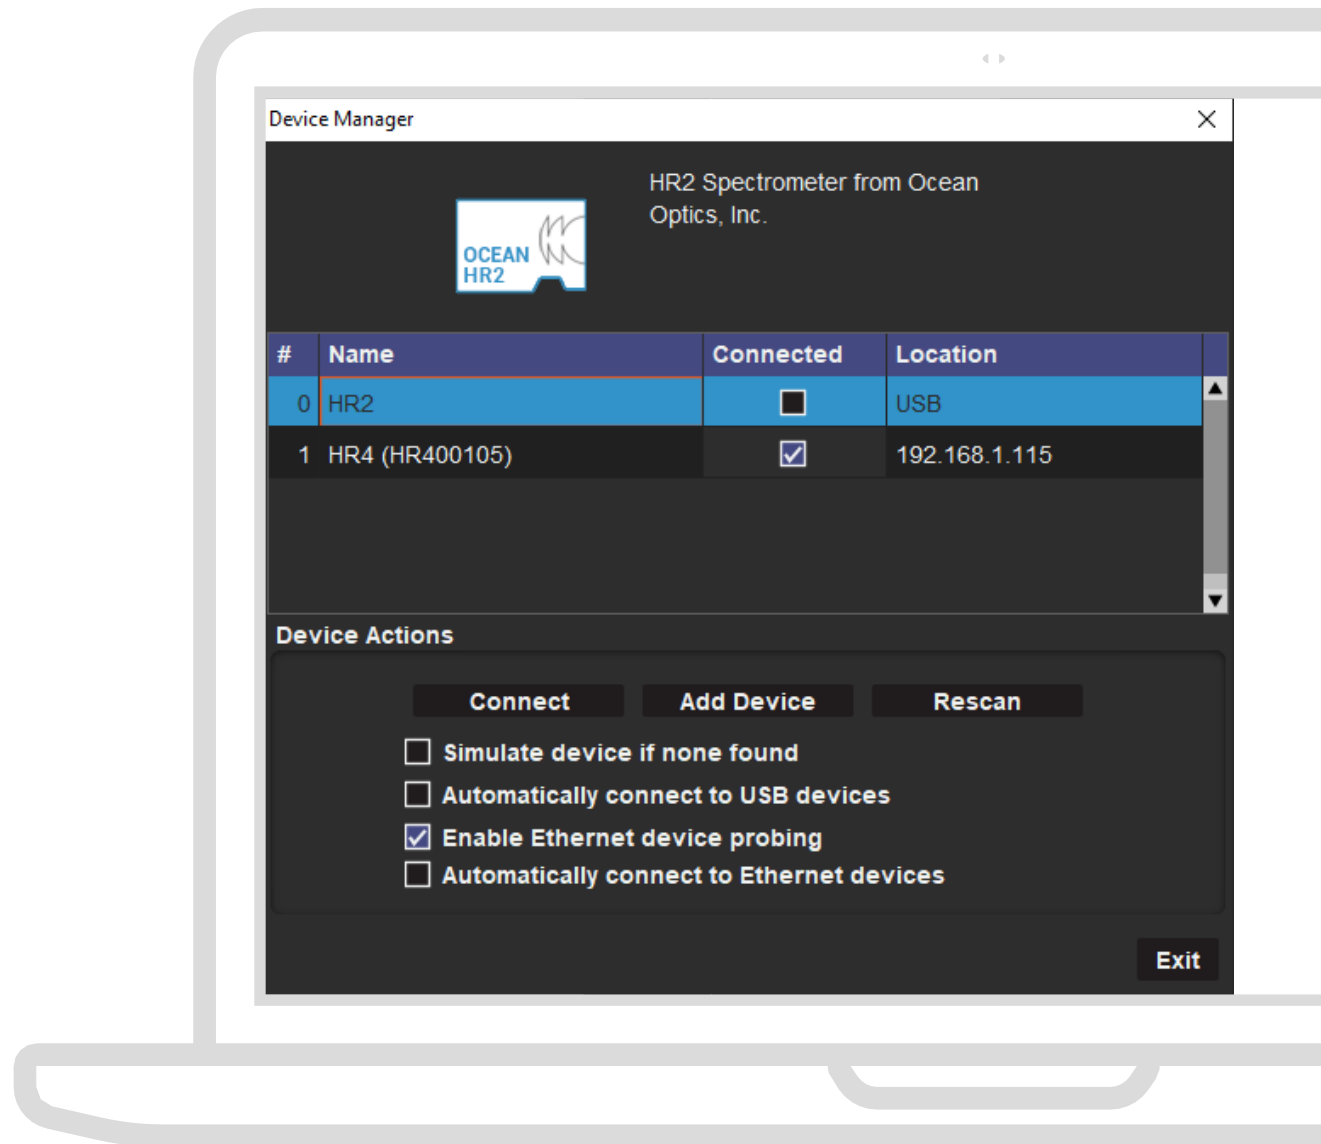 Device Manager
HR2 Spectrometer from Ocean
Optics, Inc.
OCEAN
HR2
# Name Connected Location
0 HR2 USB
1 HR4 (HR400105) 192.168.1.115
Device Actions
Connect Add Device Rescan
Simulate device if none found
Automatically connect to USB devices
Enable Ethernet device probing
Automatically connect to Ethernet devices
Exit